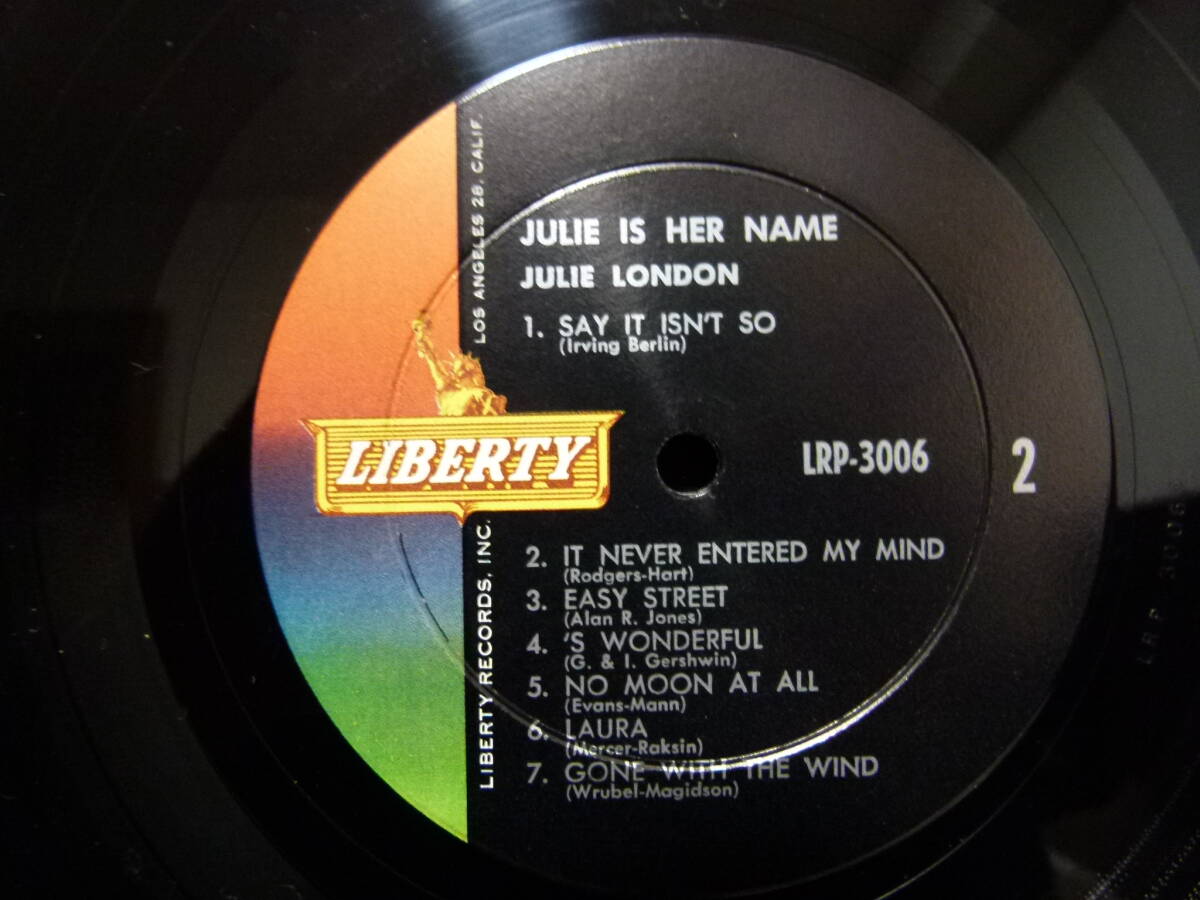 JULIE IS HER NAME
JULIE LONDON
1. SAY IT ISN'T SO
(Irving Berlin)
LIBERTY
LRP-3006
2
2. IT NEVER ENTERED MY MIND
(Rodgers-Hart)
3. EASY STREET
(Alan R. Jones)
4. 'S WONDERFUL
(G. & I. Gershwin)
5. NO MOON AT ALL
(Evans-Mann)
6. LAURA
(Mercer-Raksin)
7. GONE WITH THE WIND
(Wrubel-Magidson)
LIBERTY RECORDS, INC.
LOS ANGELES 28, CALIF.
LRP 3006